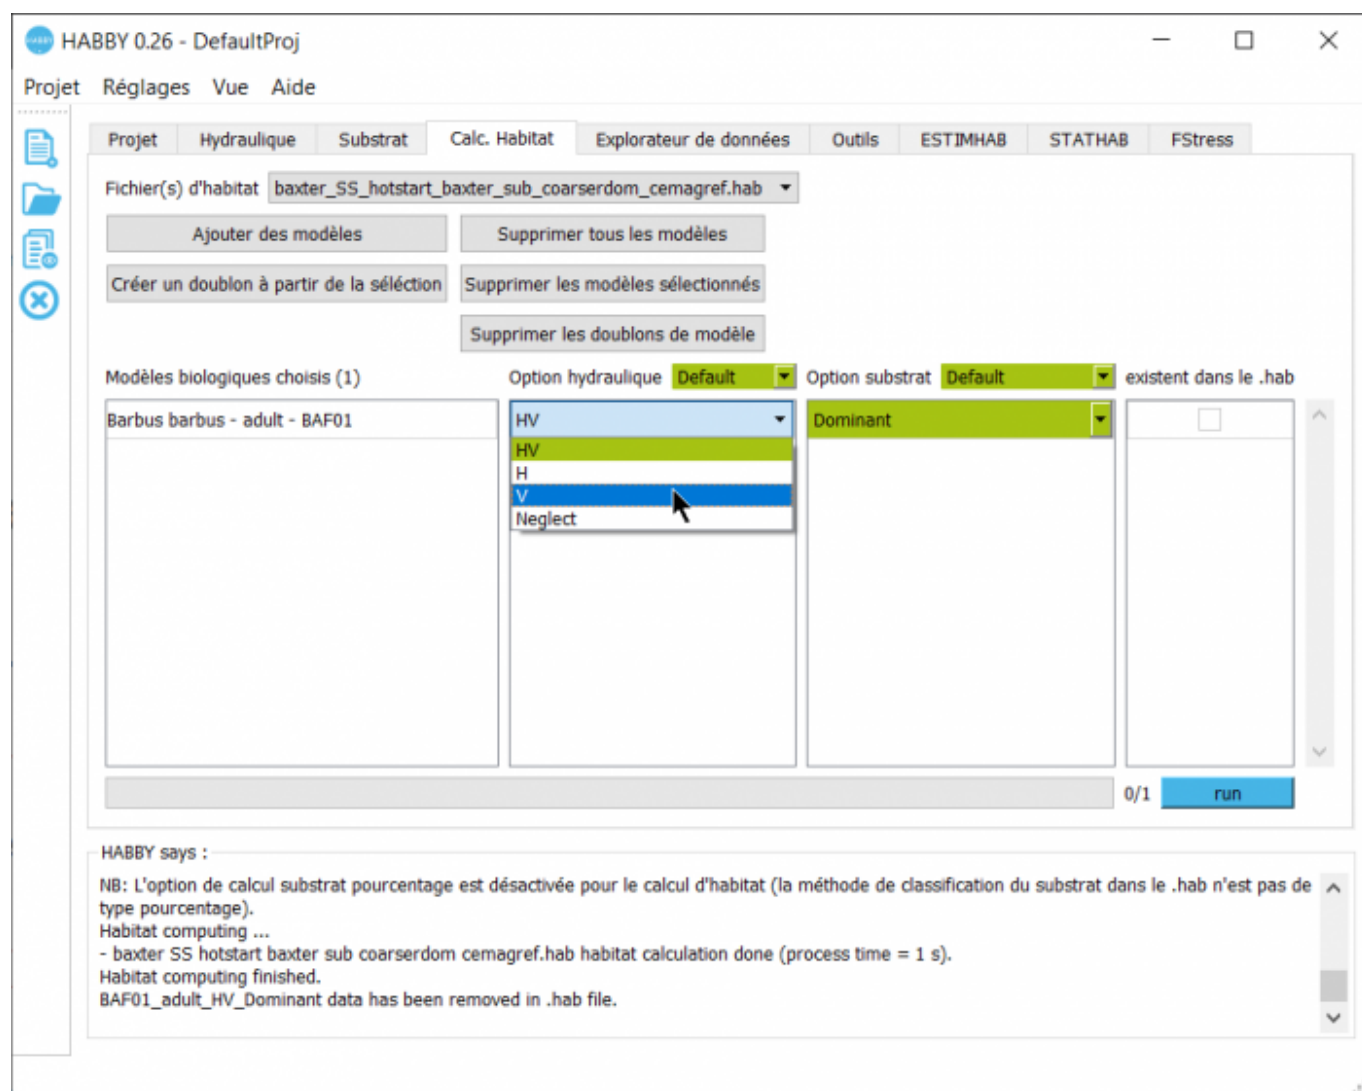 HABBY 0.26 - DefaultProj
Projet Réglages Vue Aide
Projet Hydraulique Substrat Calc. Habitat Explorateur de données Outils ESTIMHAB STATHAB FStress
Fichier(s) d'habitat baxter_SS_hotstart_baxter_sub_coarserdom_cemagref.hab
Ajouter des modèles Supprimer tous les modèles
Créer un doublon à partir de la séléction Supprimer les modèles sélectionnés
Supprimer les doublons de modèle
Modèles biologiques choisis (1) Option hydraulique Default Option substrat Default existent dans le .hab
Barbus barbus - adult - BAF01 HV Dominant
HV
H
V
Neglect
0/1 run
HABBY says :
NB: L'option de calcul substrat pourcentage est désactivée pour le calcul d'habitat (la méthode de classification du substrat dans le .hab n'est pas de
type pourcentage).
Habitat computing ...
- baxter SS hotstart baxter sub coarserdom cemagref.hab habitat calculation done (process time = 1 s).
Habitat computing finished.
BAF01_adult_HV_Dominant data has been removed in .hab file.